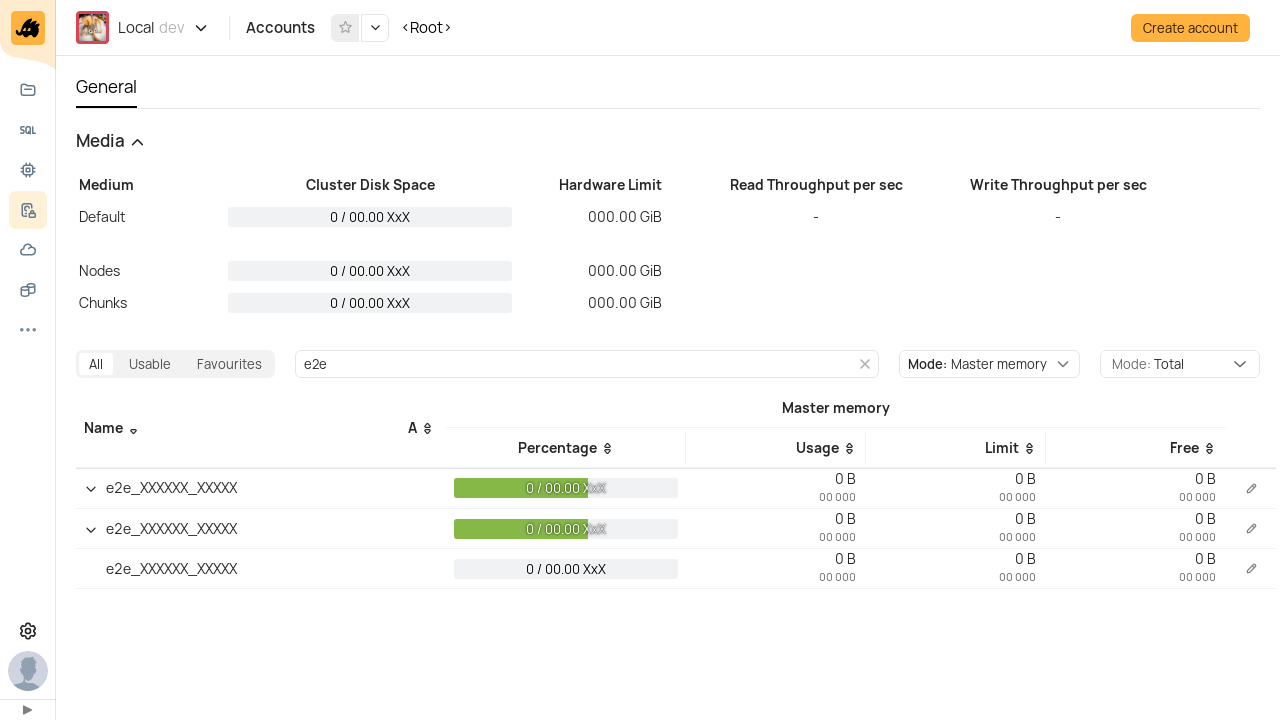 Local dev
Accounts
<Root>
Create account
SQL
General
Media
Medium Cluster Disk Space Hardware Limit Read Throughput per sec Write Throughput per sec
Default 0 / 00.00 XxX 000.00 GiB - -
Nodes 0 / 00.00 XxX 000.00 GiB
Chunks 0 / 00.00 XxX 000.00 GiB
All Usable Favourites e2e Mode: Master memory Mode: Total
Master memory
Name A
Percentage Usage Limit Free
e2e_XXXXXX_XXXXX 0 / 00.00 XxX 0 B 0 B 0 B
00 000 00 000 00 000
e2e_XXXXXX_XXXXX 0 / 00.00 XxX 0 B 0 B 0 B
00 000 00 000 00 000
e2e_XXXXXX_XXXXX 0 / 00.00 XxX 0 B 0 B 0 B
00 000 00 000 00 000